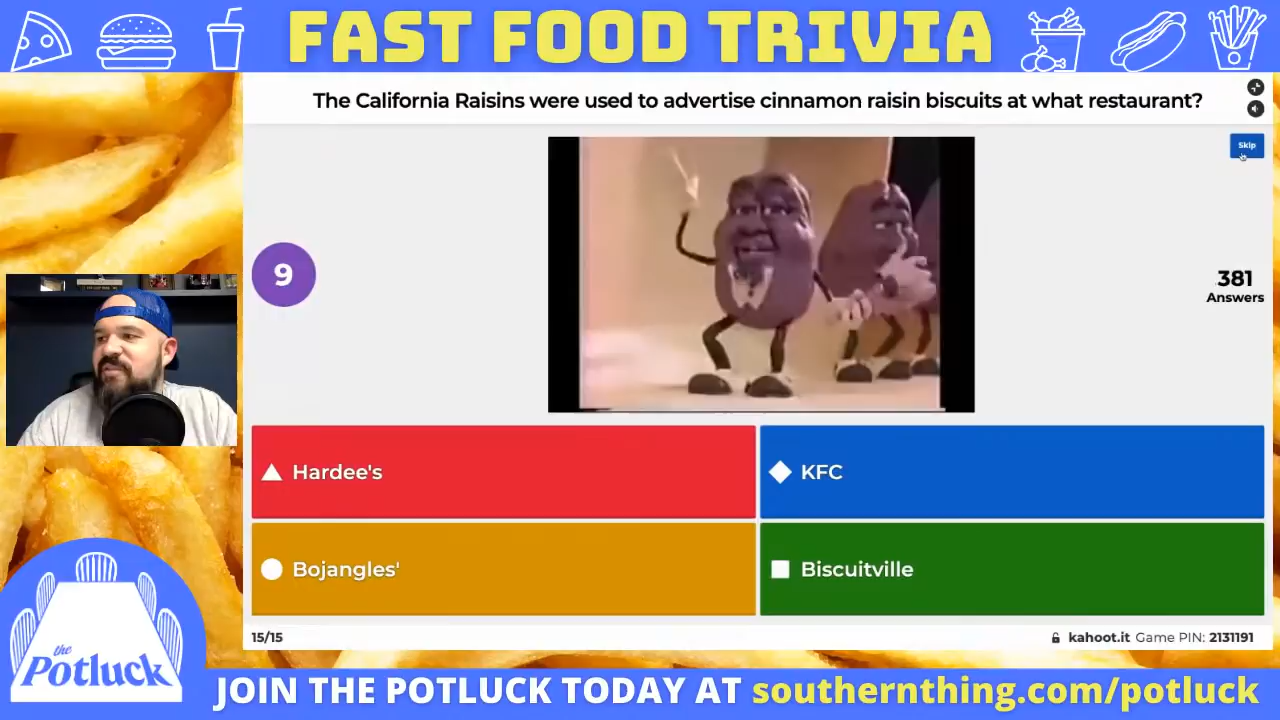 FAST FOOD TRIVIA
The California Raisins were used to advertise cinnamon raisin biscuits at what restaurant?
Skip
9
381
Answers
Hardee's
KFC
Bojangles'
Biscuitville
15/15
kahoot.it Game PIN: 2131191
the
Potluck
JOIN THE POTLUCK TODAY AT southernthing.com/potluck